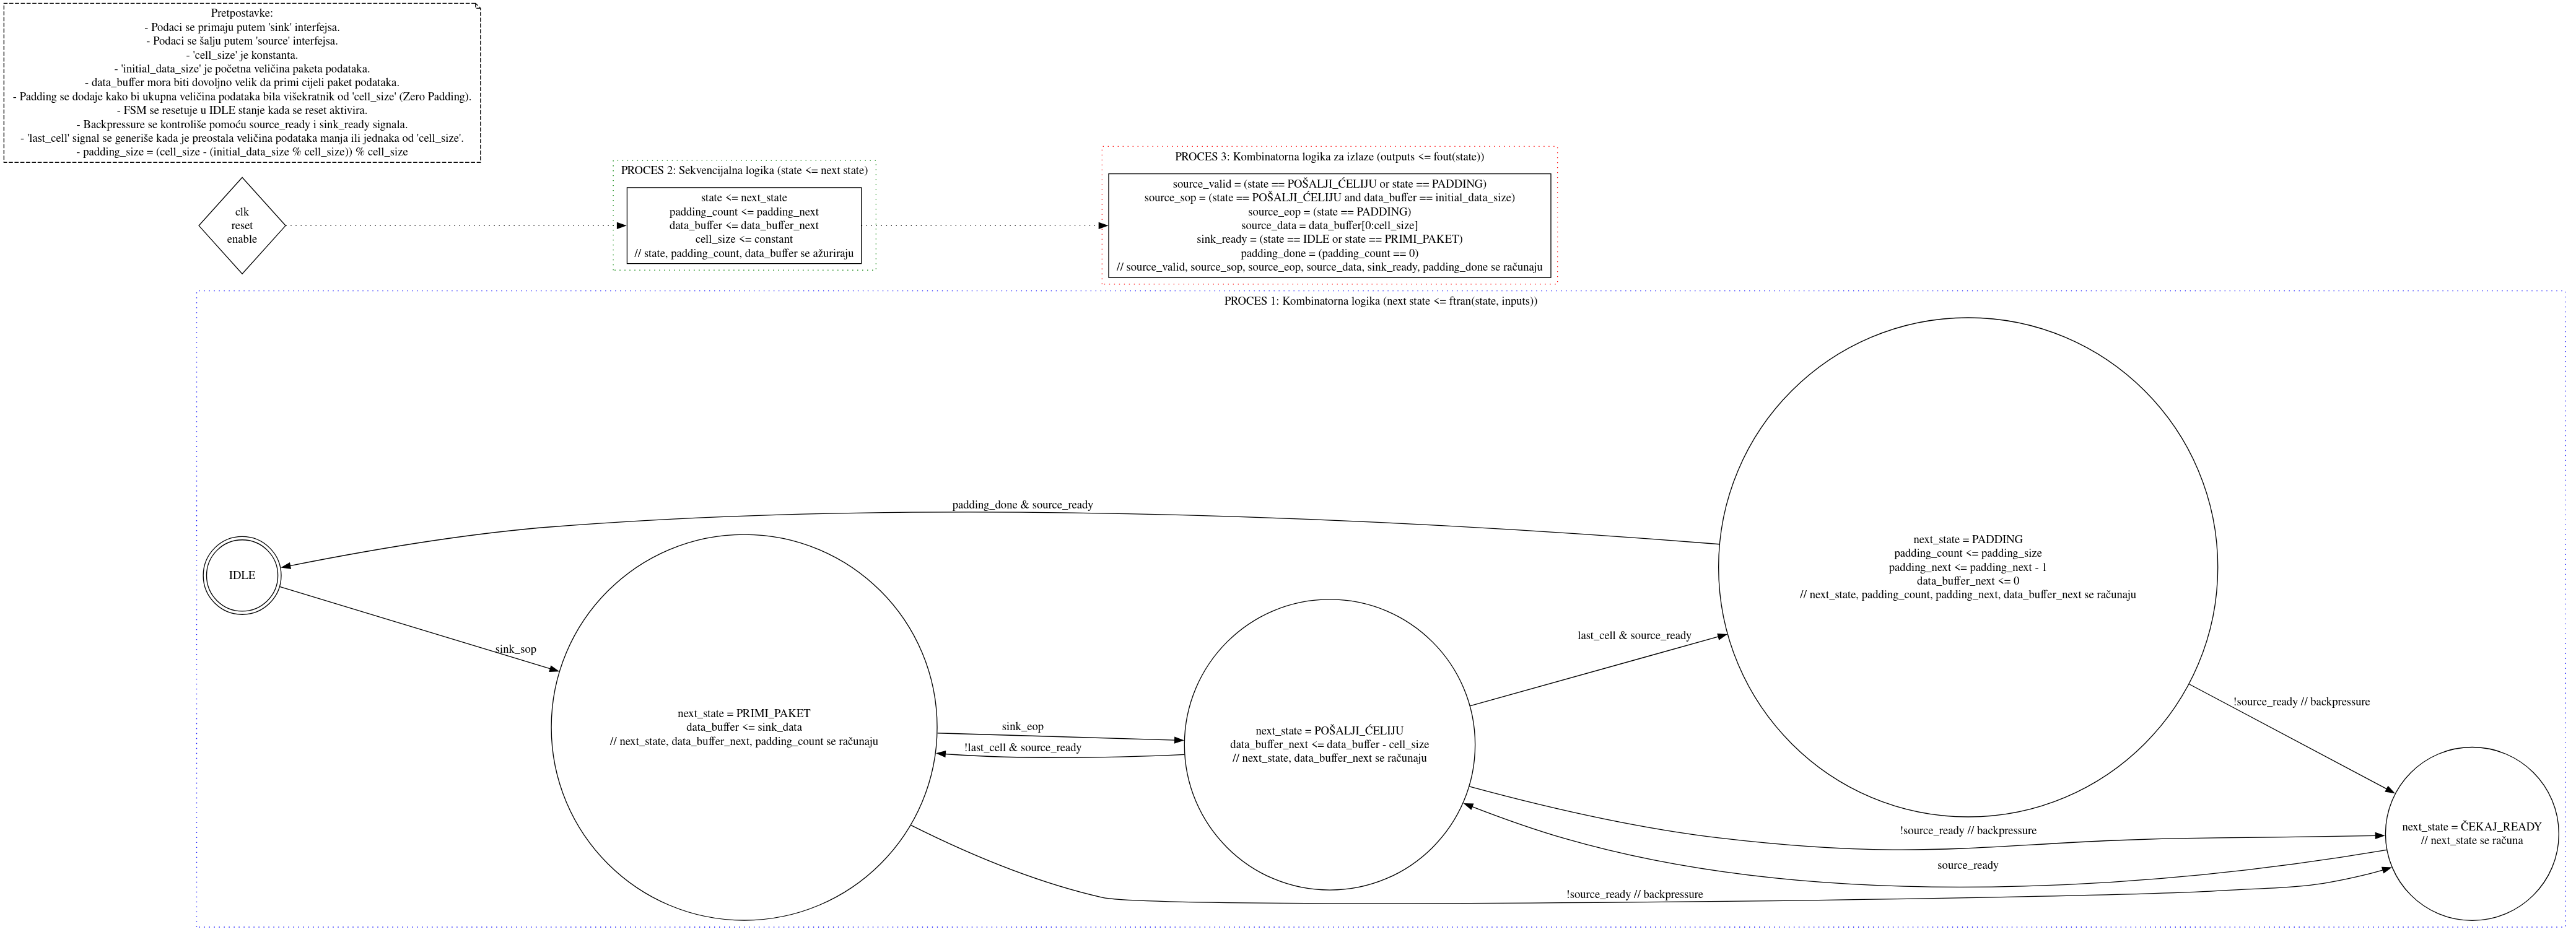 Pretpostavke:
- Podaci se primaju putem 'sink' interfejsa.
- Podaci se šalju putem 'source' interfejsa.
- 'cell_size' je konstanta.
- 'initial_data_size' je početna veličina paketa podataka.
- data_buffer mora biti dovoljno velik da primi cijeli paket podataka.
- Padding se dodaje kako bi ukupna veličina podataka bila višekratnik od 'cell_size' (Zero Padding).
- FSM se resetuje u IDLE stanje kada se reset aktivira.
- Backpressure se kontroliše pomoću source_ready i sink_ready signala.
- 'last_cell' signal se generiše kada je preostala veličina podataka manja ili jednaka od 'cell_size'.
- padding_size = (cell_size - (initial_data_size % cell_size)) % cell_size
clk
reset
enable
PROCES 2: Sekvencijalna logika (state <= next state)
state <= next_state
padding_count <= padding_next
data_buffer <= data_buffer_next
cell_size <= constant
// state, padding_count, data_buffer se ažuriraju
PROCES 3: Kombinatorna logika za izlaze (outputs <= fout(state))
source_valid = (state == POŠALJI_ĆELIJU or state == PADDING)
source_sop = (state == POŠALJI_ĆELIJU and data_buffer == initial_data_size)
source_eop = (state == PADDING)
source_data = data_buffer[0:cell_size]
sink_ready = (state == IDLE or state == PRIMI_PAKET)
padding_done = (padding_count == 0)
// source_valid, source_sop, source_eop, source_data, sink_ready, padding_done se računaju
PROCES 1: Kombinatorna logika (next state <= ftran(state, inputs))
padding_done & source_ready
IDLE
sink_sop
next_state = PRIMI_PAKET
data_buffer <= sink_data
// next_state, data_buffer_next, padding_count se računaju
sink_eop
!last_cell & source_ready
next_state = POŠALJI_ĆELIJU
data_buffer_next <= data_buffer - cell_size
// next_state, data_buffer_next se računaju
last_cell & source_ready
next_state = PADDING
padding_count <= padding_size
padding_next <= padding_next - 1
data_buffer_next <= 0
// next_state, padding_count, padding_next, data_buffer_next se računaju
!source_ready // backpressure
!source_ready // backpressure
source_ready
!source_ready // backpressure
next_state = ČEKAJ_READY
// next_state se računa